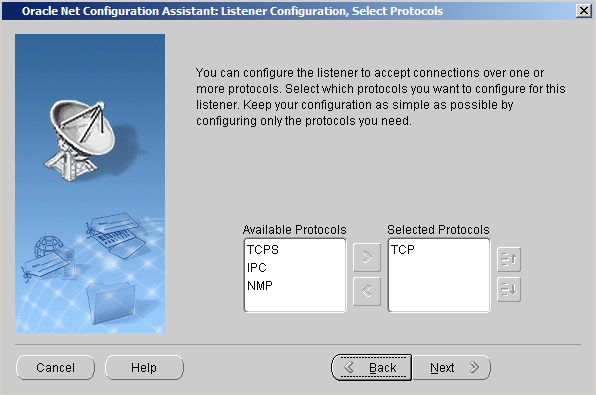 Oracle Net Configuration Assistant: Listener Configuration, Select Protocols
You can configure the listener to accept connections over one or
more protocols. Select which protocols you want to configure for this
listener. Keep your configuration as simple as possible by
configuring only the protocols you need.
Available Protocols
Selected Protocols
TCPS
IPC
NMP
TCP
Cancel
Help
Back
Next